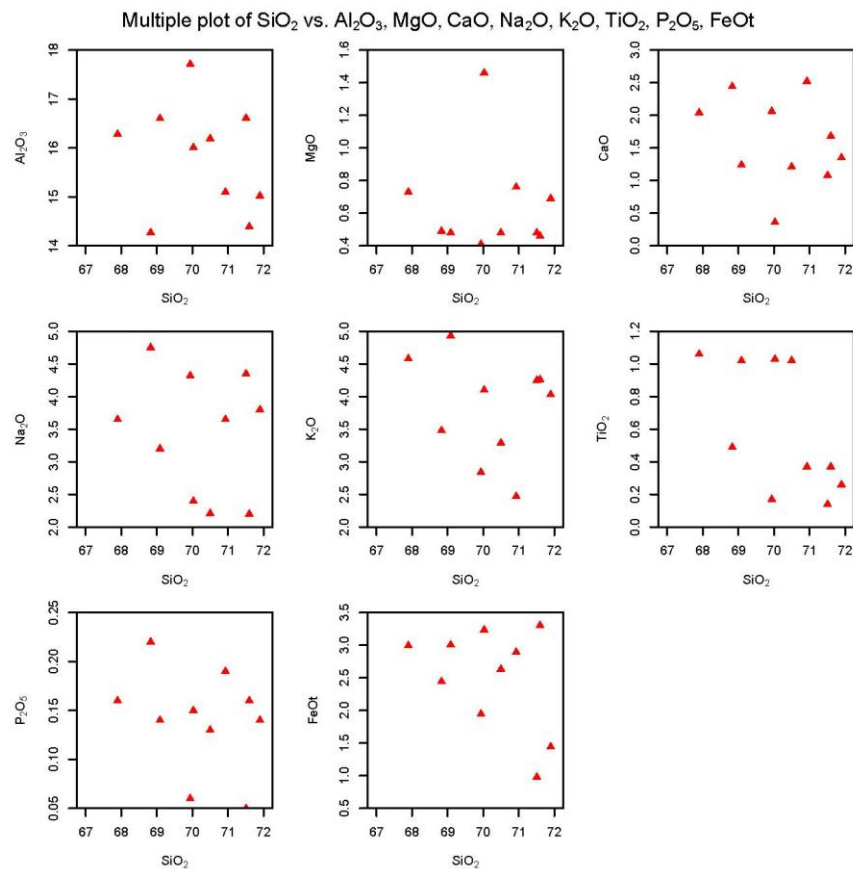 Multiple plot of SiO₂ vs. Al₂O₃, MgO, CaO, Na₂O, K₂O, TiO₂, P₂O₅, FeOt
Al₂O₃
14 15 16 17 18
67 68 69 70 71 72
SiO₂
MgO
0.4 0.6 0.8 1.0 1.2 1.4 1.6
67 68 69 70 71 72
SiO₂
CaO
0.0 0.5 1.0 1.5 2.0 2.5 3.0
67 68 69 70 71 72
SiO₂
Na₂O
2.0 2.5 3.0 3.5 4.0 4.5 5.0
67 68 69 70 71 72
SiO₂
K₂O
2.0 2.5 3.0 3.5 4.0 4.5 5.0
67 68 69 70 71 72
SiO₂
TiO₂
0.0 0.2 0.4 0.6 0.8 1.0 1.2
67 68 69 70 71 72
SiO₂
P₂O₅
0.05 0.10 0.15 0.20 0.25
67 68 69 70 71 72
SiO₂
FeOt
0.5 1.0 1.5 2.0 2.5 3.0 3.5
67 68 69 70 71 72
SiO₂